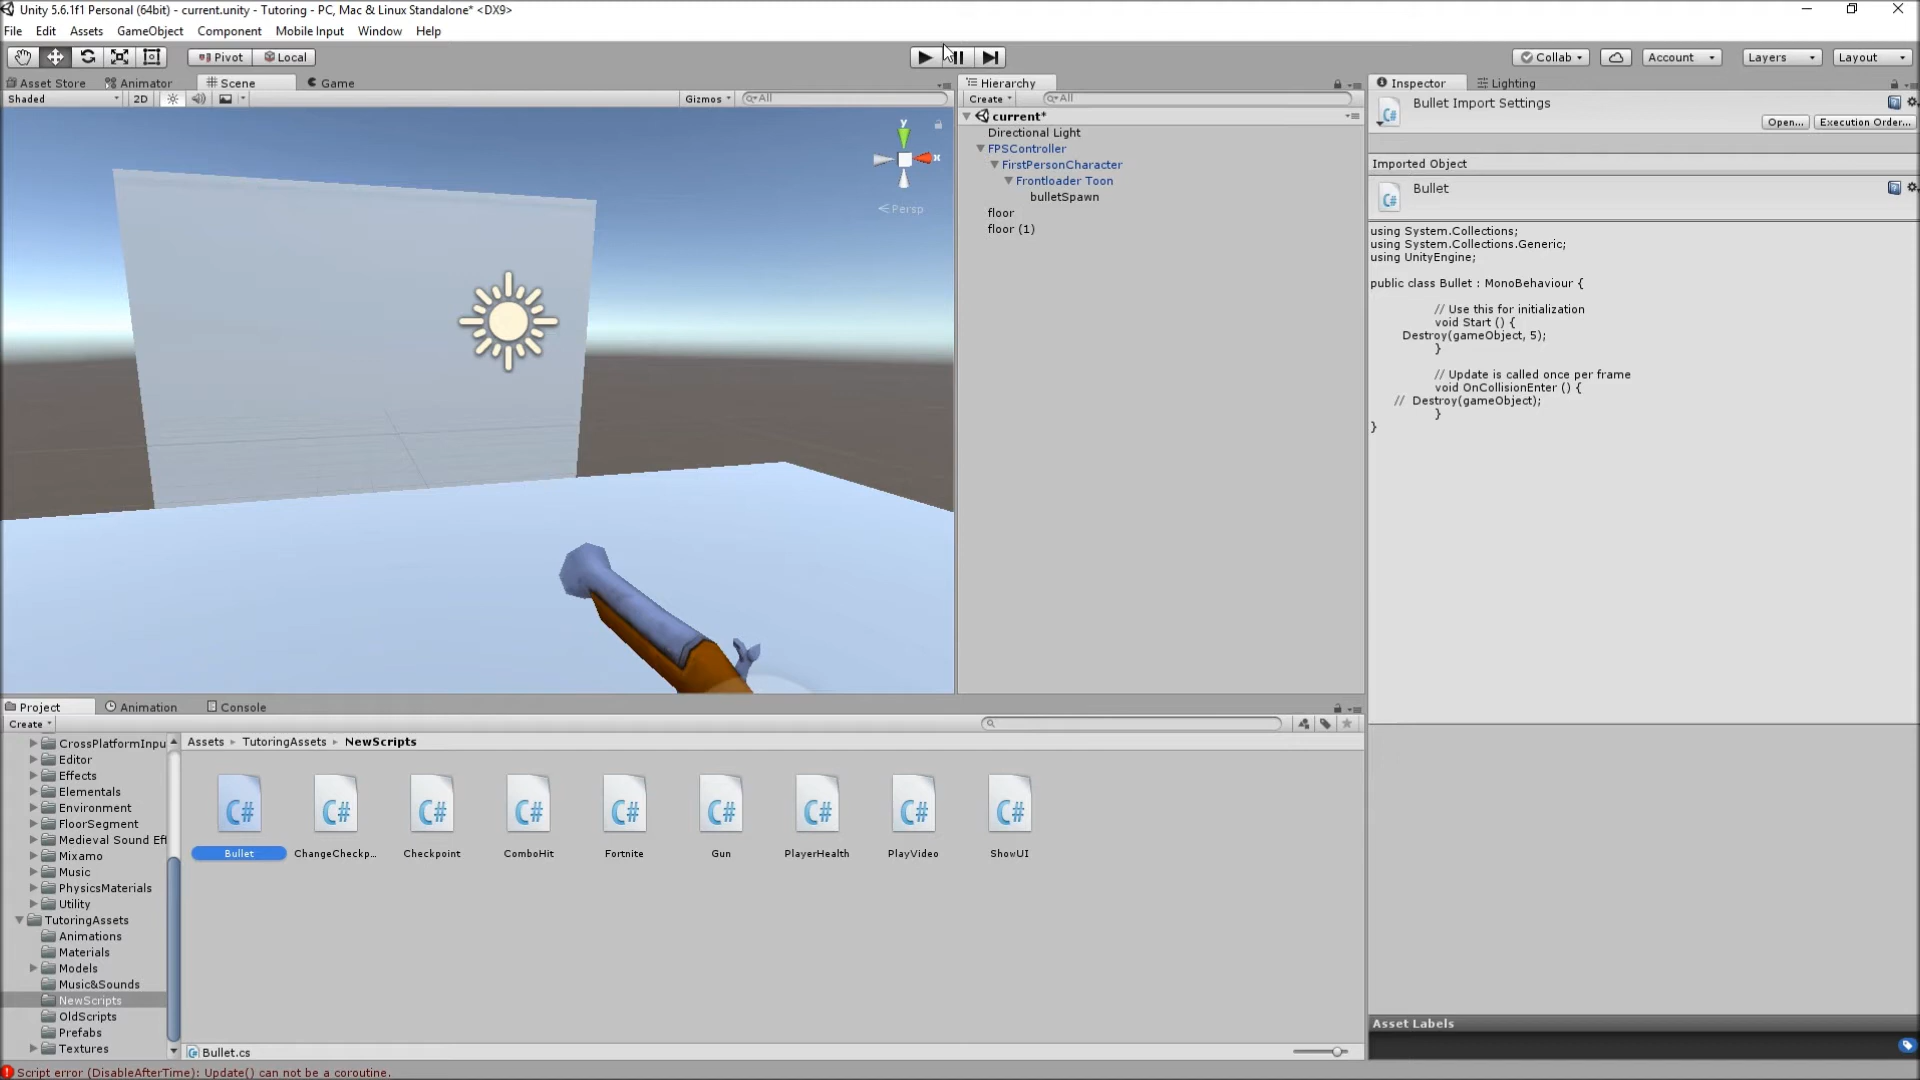 Unity 5.6.1f1 Personal (64bit) - current.unity - Tutoring - PC, Mac & Linux Standalone* <DX9>
File Edit Assets GameObject Component Mobile Input Window Help
Pivot Local Collab Account Layers Layout
Asset Store Animator Scene Game
Shaded 2D Gizmos All
y
x
Persp
Hierarchy
Create All
current*
Directional Light
FPSController
FirstPersonCharacter
Frontloader Toon
bulletSpawn
floor
floor (1)
Inspector Lighting
C#
Bullet Import Settings
Open... Execution Order...
Imported Object
C#
Bullet
using System.Collections;
using System.Collections.Generic;
using UnityEngine;
public class Bullet : MonoBehaviour {
// Use this for initialization
void Start () {
Destroy(gameObject, 5);
}
// Update is called once per frame
void OnCollisionEnter () {
// Destroy(gameObject);
}
}
Project Animation Console
Create
CrossPlatformInpu
Editor
Effects
Elementals
Environment
FloorSegment
Medieval Sound Eff
Mixamo
Music
PhysicsMaterials
Utility
TutoringAssets
Animations
Materials
Models
Music&Sounds
NewScripts
OldScripts
Prefabs
Textures
Assets TutoringAssets NewScripts
C# C# C# C# C# C# C# C# C#
Bullet ChangeCheckp... Checkpoint ComboHit Fortnite Gun PlayerHealth PlayVideo ShowUI
Bullet.cs
Asset Labels
Script error (DisableAfterTime): Update() can not be a coroutine.